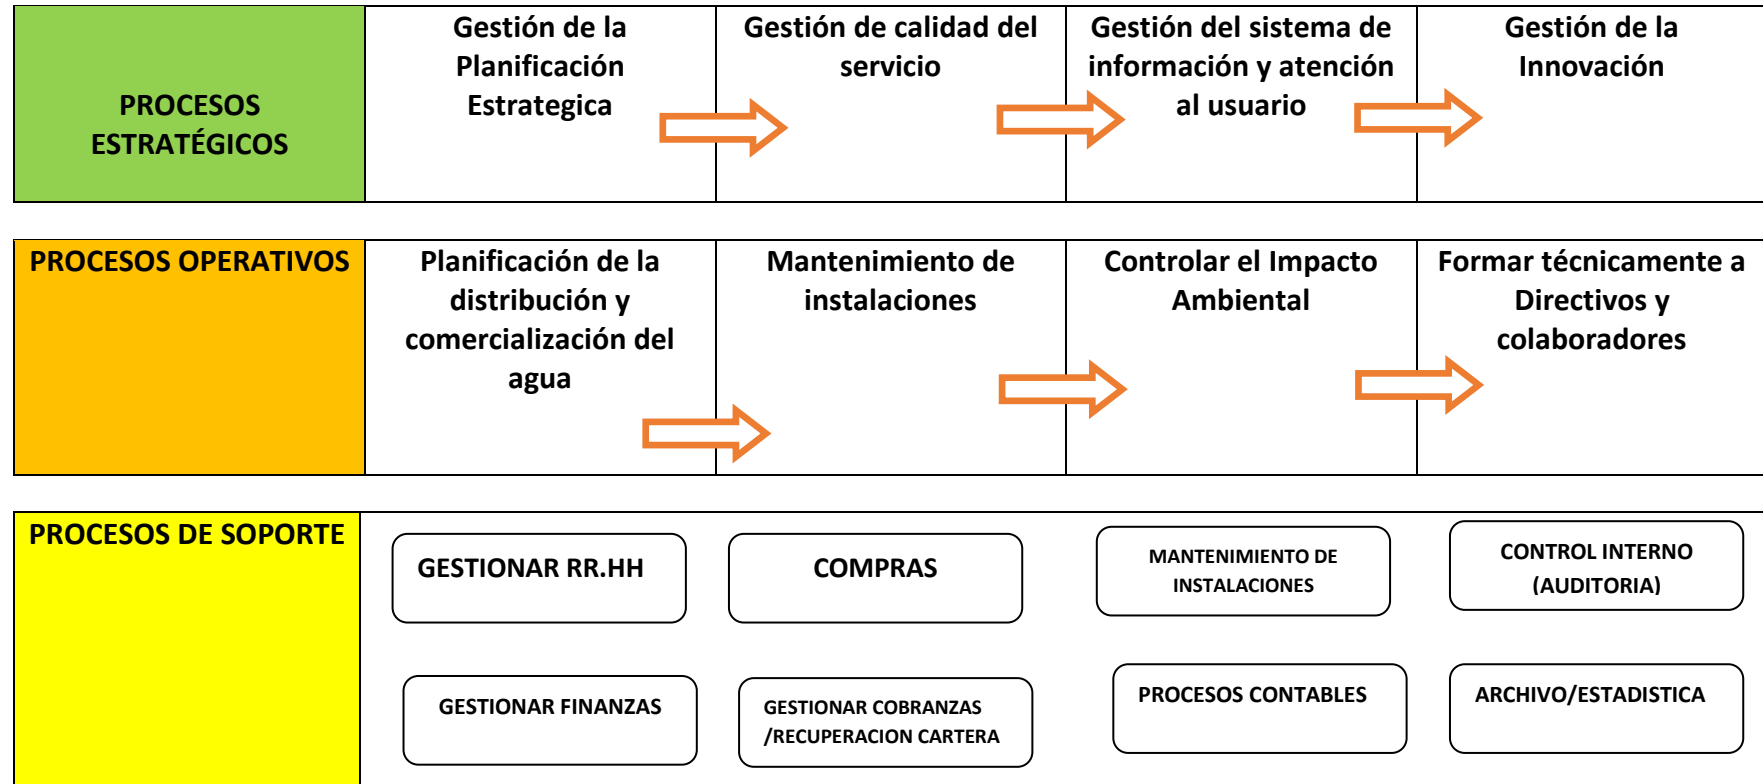 PROCESOS
ESTRATÉGICOS
Gestión de la
Planificación
Estrategica
Gestión de calidad del
servicio
Gestión del sistema de
información y atención
al usuario
Gestión de la
Innovación
PROCESOS OPERATIVOS
Planificación de la
distribución y
comercialización del
agua
Mantenimiento de
instalaciones
Controlar el Impacto
Ambiental
Formar técnicamente a
Directivos y
colaboradores
PROCESOS DE SOPORTE
GESTIONAR RR.HH
COMPRAS
MANTENIMIENTO DE
INSTALACIONES
CONTROL INTERNO
(AUDITORIA)
GESTIONAR FINANZAS
GESTIONAR COBRANZAS
/RECUPERACION CARTERA
PROCESOS CONTABLES
ARCHIVO/ESTADISTICA